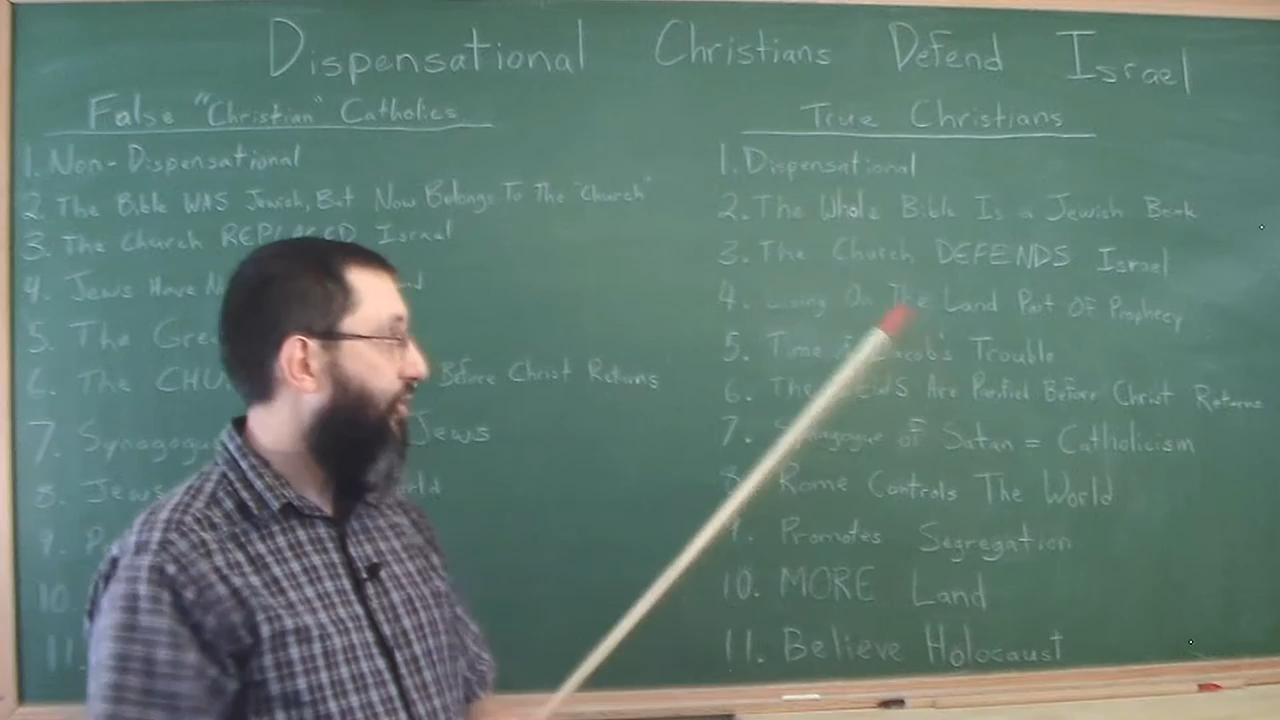 Dispensational Christians Defend Israel
False "Christian" Catholics
1. Non-Dispensational
2. The Bible WAS Jewish, But Now Belongs To The "Church"
3. The Church REPLACED Israel
4. Jews Have
5. The
6. The Before Christ Returns
7. Jews
8. Jews
9.
10.
11.
True Christians
1. Dispensational
2. The Whole Bible Is a Jewish Book
3. The Church DEFENDS Israel
4. Living On The Land Part Of Prophecy
5. Time Jacob's Trouble
6. The Are Purified Before Christ Returns
7. Synagogue of Satan = Catholicism
8. Rome Controls The World
9. Promotes Segregation
10. MORE Land
11. Believe Holocaust